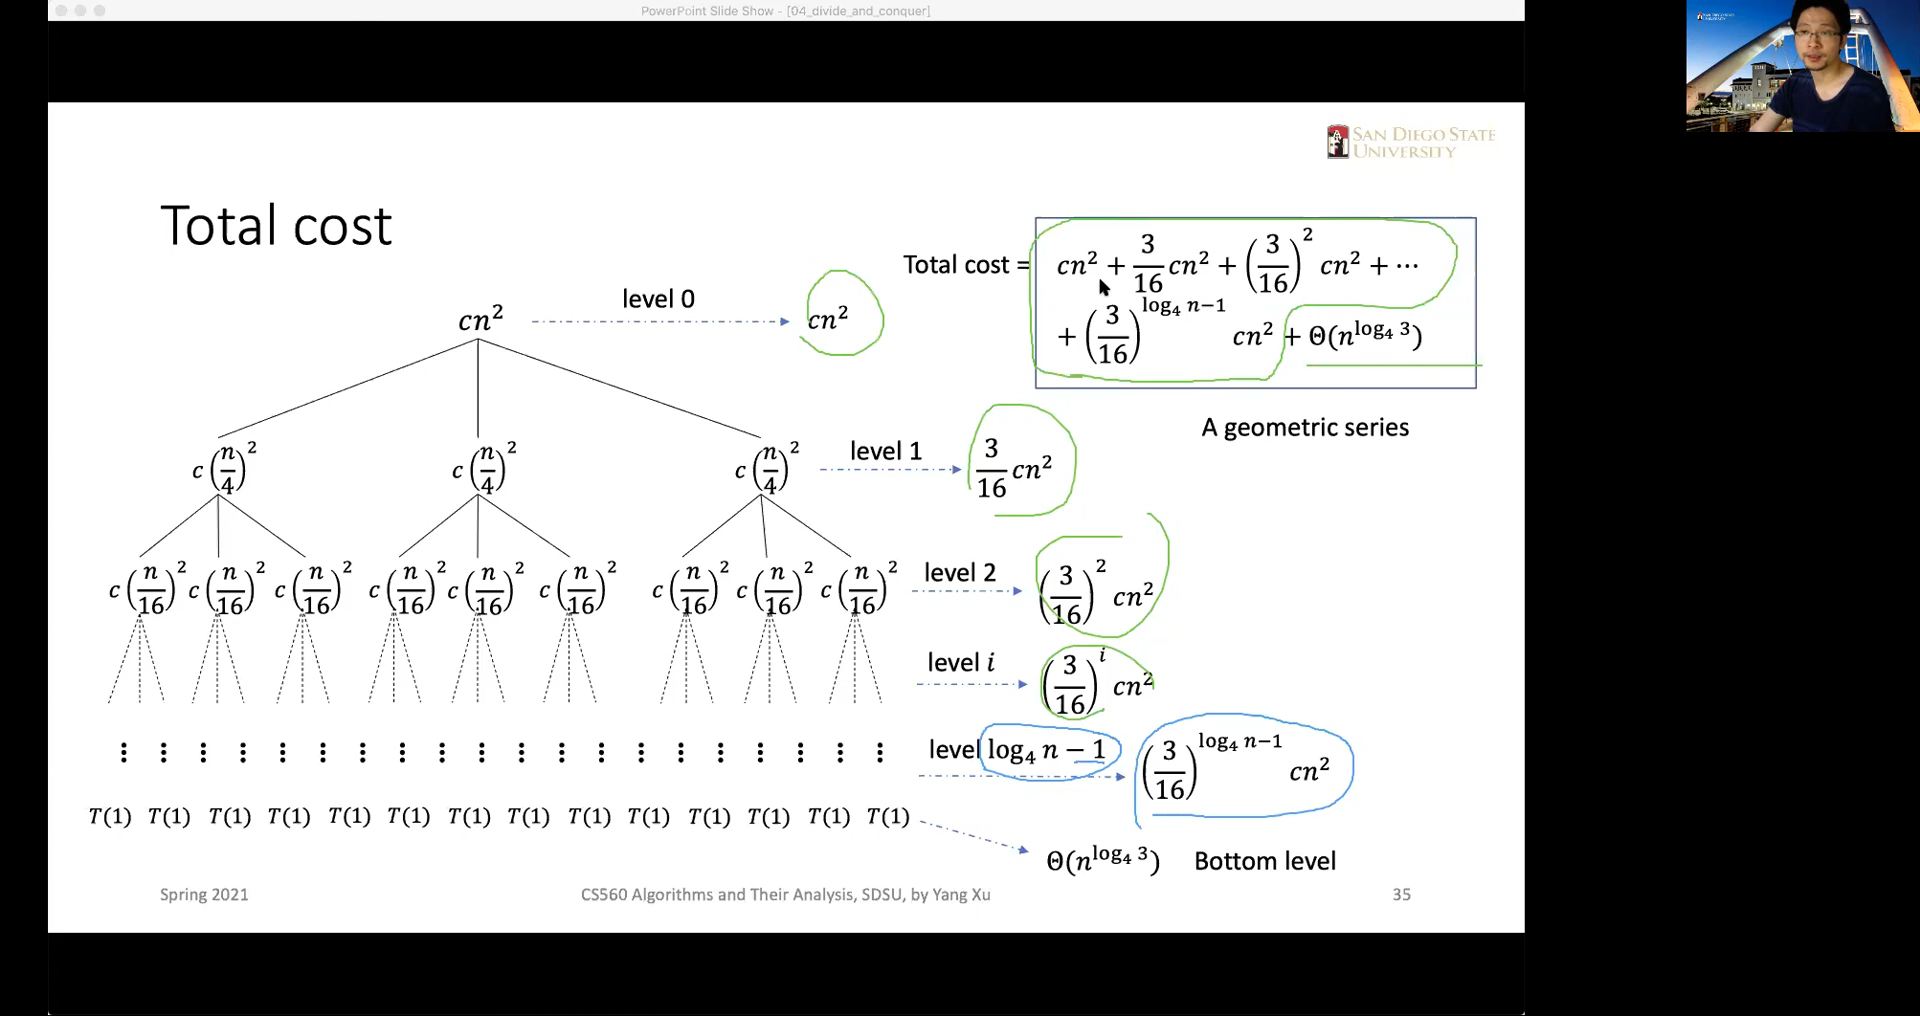 PowerPoint Slide Show - [04_divide_and_conquer]
SAN DIEGO STATE
UNIVERSITY
Total cost
Total cost = cn² + 3/16 cn² + (3/16)² cn² + ⋯
+ (3/16)^(log₄ n−1) cn² + Θ(n^(log₄ 3))
A geometric series
cn² level 0 cn²
c(n/4)² c(n/4)² c(n/4)² level 1 3/16 cn²
c(n/16)² c(n/16)² c(n/16)² c(n/16)² c(n/16)² c(n/16)² c(n/16)² c(n/16)² c(n/16)² level 2 (3/16)² cn²
level i (3/16)^i cn²
level log₄ n − 1 (3/16)^(log₄ n−1) cn²
T(1) T(1) T(1) T(1) T(1) T(1) T(1) T(1) T(1) T(1) T(1) T(1) T(1) T(1)
Θ(n^(log₄ 3)) Bottom level
Spring 2021 CS560 Algorithms and Their Analysis, SDSU, by Yang Xu 35